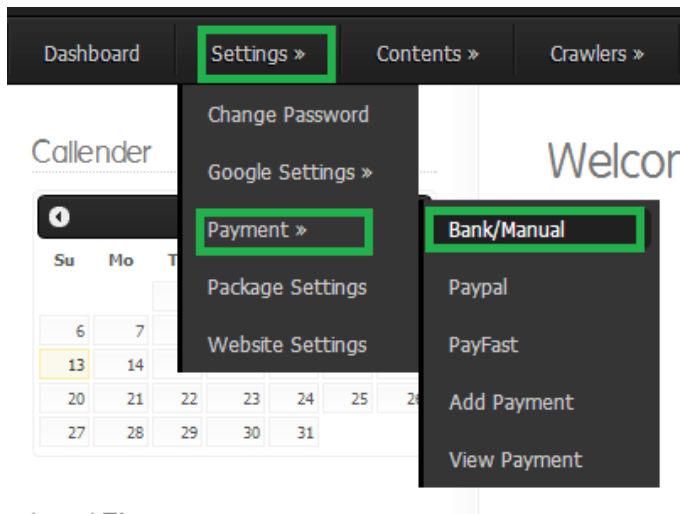 Dashboard Settings » Contents » Crawlers »
Change Password
Google Settings »
Payment »
Package Settings
Website Settings
Bank/Manual
Paypal
PayFast
Add Payment
View Payment
Callender
Su Mo
6 7
13 14
20 21 22 23 24 25
27 28 29 30 31